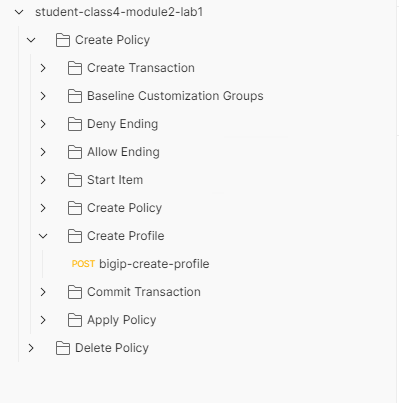 student-class4-module2-lab1
Create Policy
Create Transaction
Baseline Customization Groups
Deny Ending
Allow Ending
Start Item
Create Policy
Create Profile
POST bigip-create-profile
Commit Transaction
Apply Policy
Delete Policy